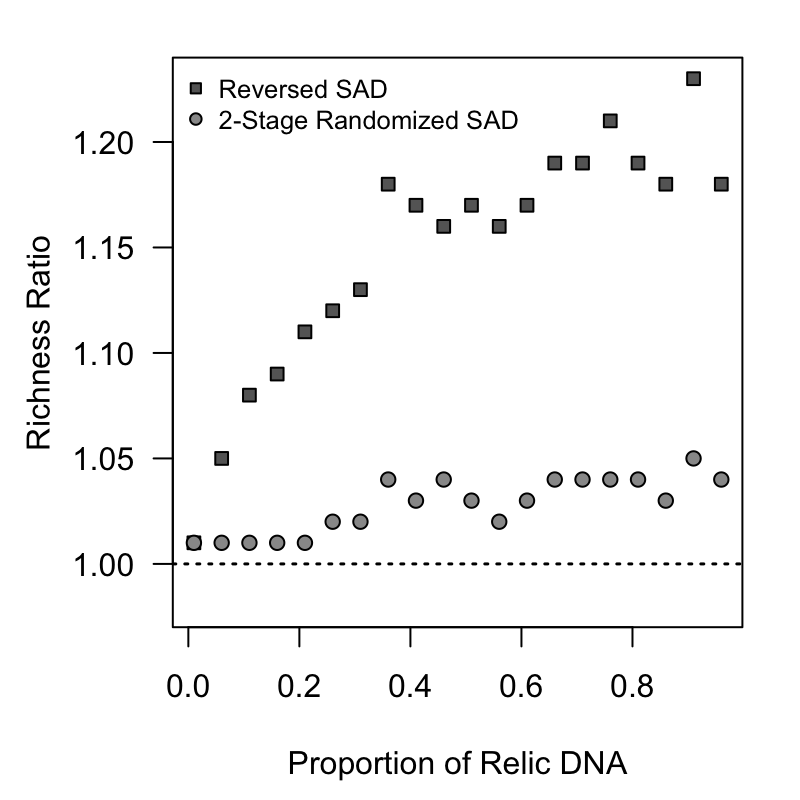 Reversed SAD
2-Stage Randomized SAD
1.20
1.15
1.10
1.05
1.00
Richness Ratio
0.0 0.2 0.4 0.6 0.8
Proportion of Relic DNA